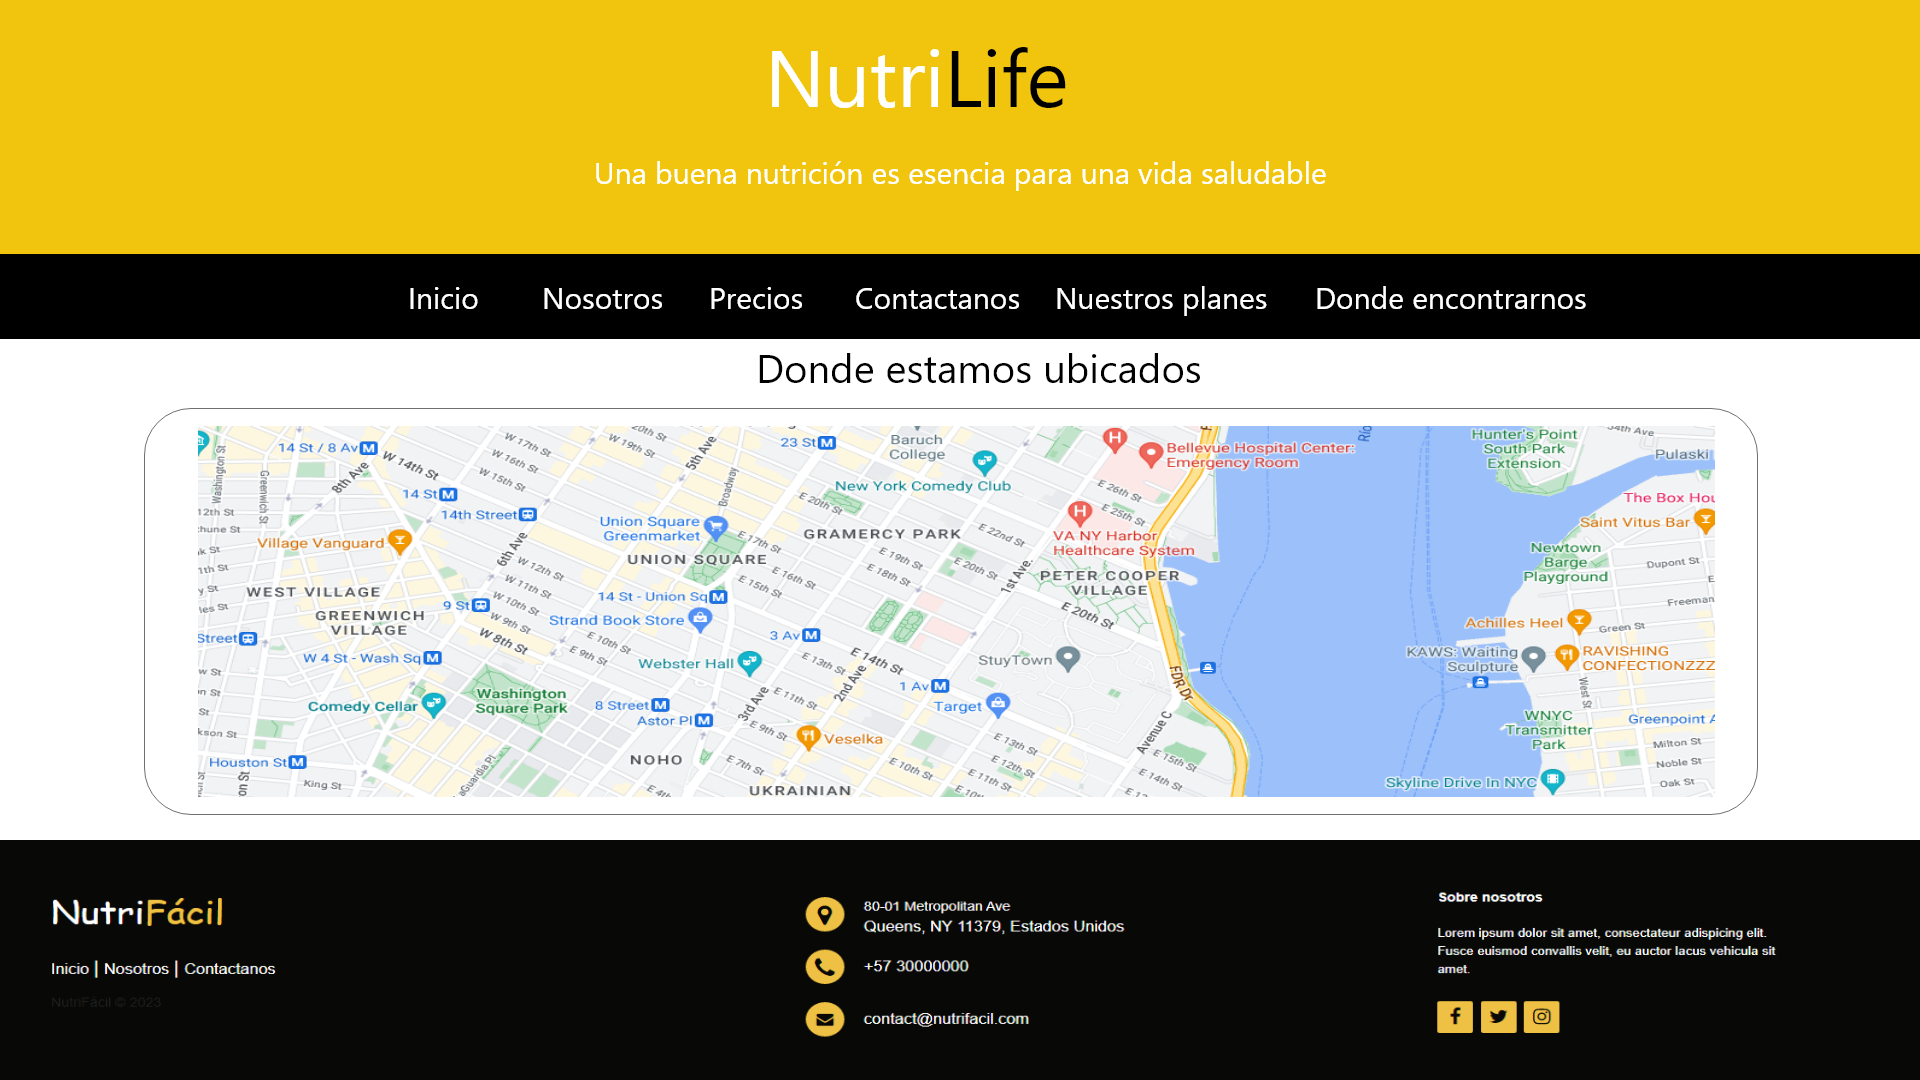 NutriLife
Una buena nutrición es esencia para una vida saludable
Inicio Nosotros Precios Contactanos Nuestros planes Donde encontrarnos
Donde estamos ubicados
14 St / 8 Av
W 14th St
8th Ave
W 17th St
W 16th St
W 15th St
20th St
W 19th St
5th Ave
23 St
Baruch
College
New York Comedy Club
Bellevue Hospital Center:
Emergency Room
Hunter's Point
South Park
Extension
34th Ave
Pulaski
Washington St
Greenwich St
14 St
14th Street
Broadway
Union Square
Greenmarket
E 20th St
GRAMERCY PARK
E 22nd St
E 26th St
E 25th St
VA NY Harbor
Healthcare System
The Box Hou
Saint Vitus Bar
12th St
Village Vanguard
6th Ave
UNION SQUARE
E 17th St
E 16th St
E 15th St
E 19th St
E 18th St
E 20th St
1st Ave.
PETER COOPER
VILLAGE
E 20th St
Newtown
Barge
Playground
Dupont St
Freeman
WEST VILLAGE
GREENWICH
VILLAGE
9 St
W 12th St
W 11th St
W 10th St
W 9th St
W 8th St
14 St - Union Sq
Strand Book Store
3 Av
Achilles Heel
Green St
Street
W 4 St - Wash Sq
E 10th St
E 9th St
Webster Hall
E 13th St
E 14th St
StuyTown
KAWS: Waiting
Sculpture
RAVISHING
CONFECTIONZZZ
West St
Comedy Cellar
Washington
Square Park
8 Street
Astor Pl
3rd Ave
E 11th St
2nd Ave
1 Av
Target
FDR Dr
Avenue C
WNYC
Transmitter
Park
Greenpoint A
Milton St
Noble St
Oak St
Houston St
King St
LaGuardia Pl
NOHO
E 9th St
Veselka
E 7th St
E 10th St
E 11th St
E 13th St
E 12th St
E 15th St
E 14th St
UKRAINIAN
Skyline Drive In NYC
NutriFácil
Inicio | Nosotros | Contactanos
NutriFácil © 2023
80-01 Metropolitan Ave
Queens, NY 11379, Estados Unidos
+57 30000000
contact@nutrifacil.com
Sobre nosotros
Lorem ipsum dolor sit amet, consectateur adispicing elit.
Fusce euismod convallis velit, eu auctor lacus vehicula sit
amet.